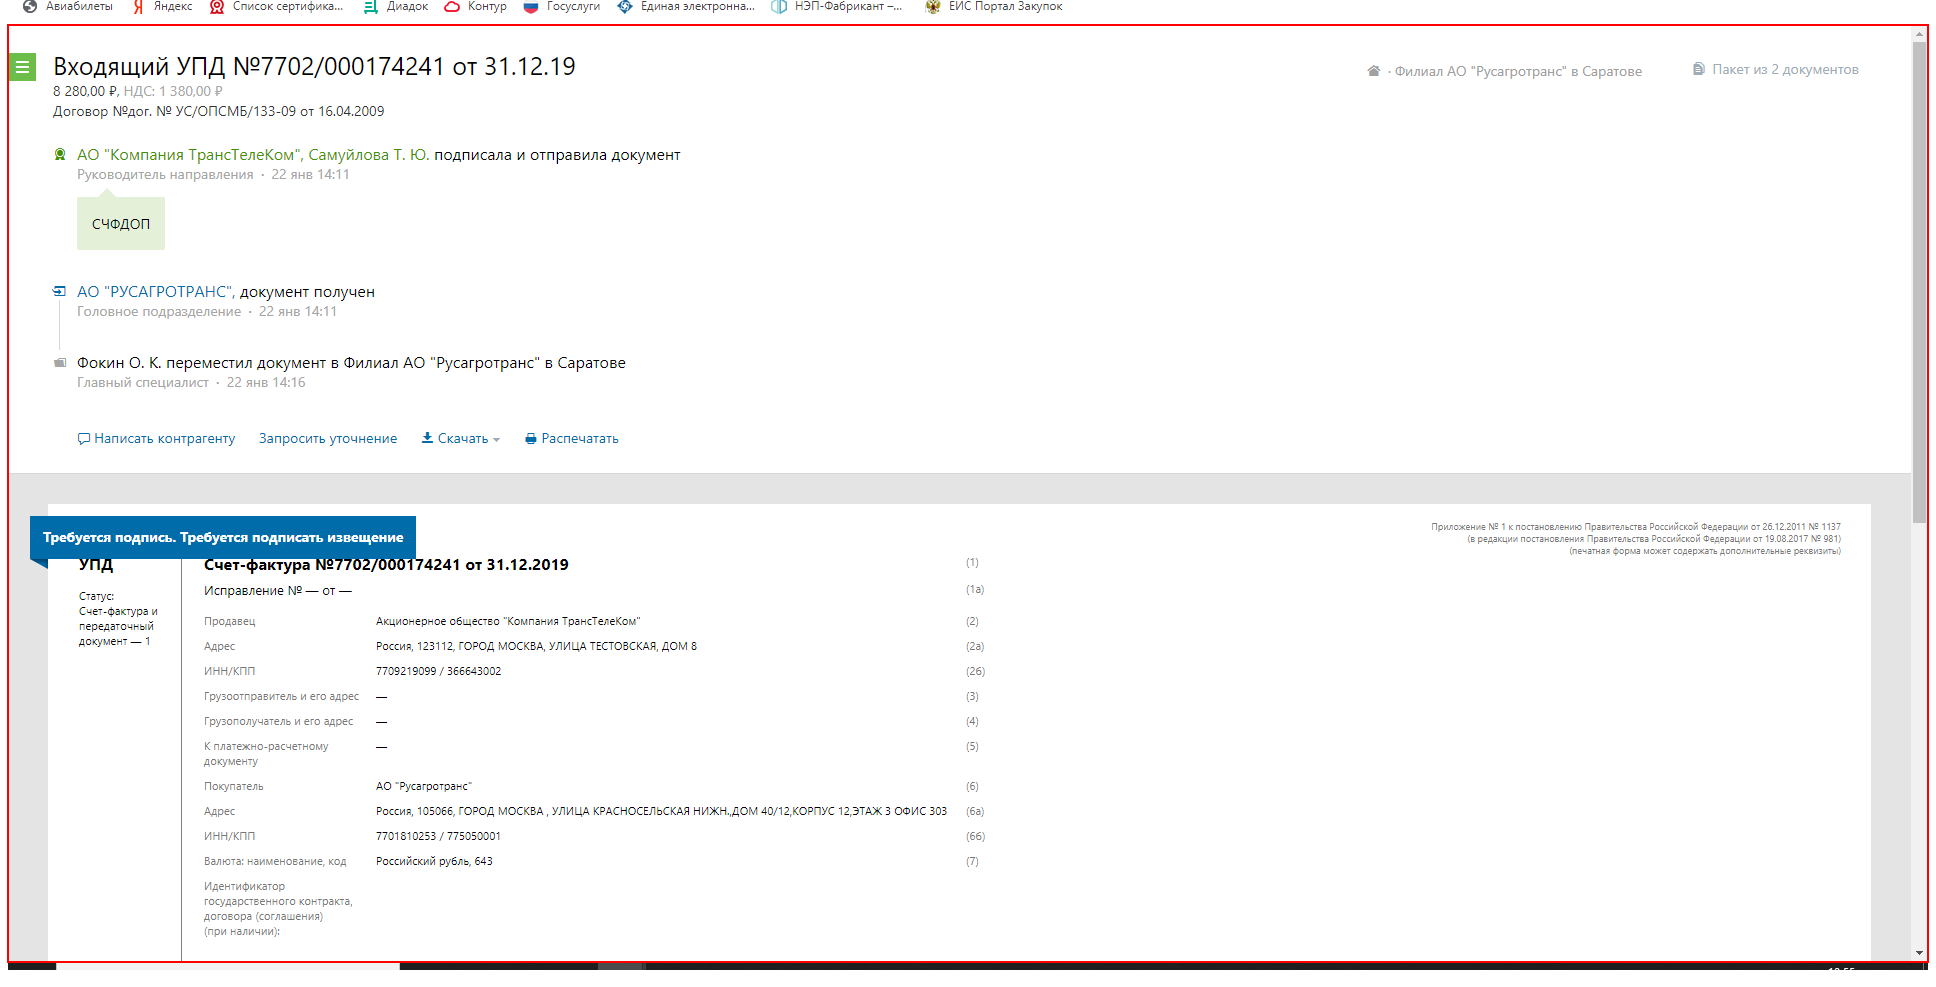 Авиабилеты Яндекс Список сертифика... Диадок Контур Госуслуги Единая электронна... НЭП-Фабрикант –... ЕИС Портал Закупок
Входящий УПД №7702/000174241 от 31.12.19
· Филиал АО "Русагротранс" в Саратове
Пакет из 2 документов
8 280,00 ₽, НДС: 1 380,00 ₽
Договор №дог. № УС/ОПСМБ/133-09 от 16.04.2009
АО "Компания ТрансТелеКом", Самуйлова Т. Ю. подписала и отправила документ
Руководитель направления · 22 янв 14:11
СЧФДОП
АО "РУСАГРОТРАНС", документ получен
Головное подразделение · 22 янв 14:11
Фокин О. К. переместил документ в Филиал АО "Русагротранс" в Саратове
Главный специалист · 22 янв 14:16
Написать контрагенту Запросить уточнение Скачать Распечатать
Приложение № 1 к постановлению Правительства Российской Федерации от 26.12.2011 № 1137
(в редакции постановления Правительства Российской Федерации от 19.08.2017 № 981)
(печатная форма может содержать дополнительные реквизиты)
Требуется подпись. Требуется подписать извещение
УПД
Статус:
Счет-фактура и
передаточный
документ — 1
Счет-фактура №7702/000174241 от 31.12.2019 (1)
Исправление № — от — (1а)
Продавец Акционерное общество "Компания ТрансТелеКом" (2)
Адрес Россия, 123112, ГОРОД МОСКВА, УЛИЦА ТЕСТОВСКАЯ, ДОМ 8 (2а)
ИНН/КПП 7709219099 / 366643002 (2б)
Грузоотправитель и его адрес — (3)
Грузополучатель и его адрес — (4)
К платежно-расчетному — (5)
документу
Покупатель АО "Русагротранс" (6)
Адрес Россия, 105066, ГОРОД МОСКВА , УЛИЦА КРАСНОСЕЛЬСКАЯ НИЖН.,ДОМ 40/12,КОРПУС 12,ЭТАЖ 3 ОФИС 303 (6а)
ИНН/КПП 7701810253 / 775050001 (6б)
Валюта: наименование, код Российский рубль, 643 (7)
Идентификатор
государственного контракта,
договора (соглашения)
(при наличии):